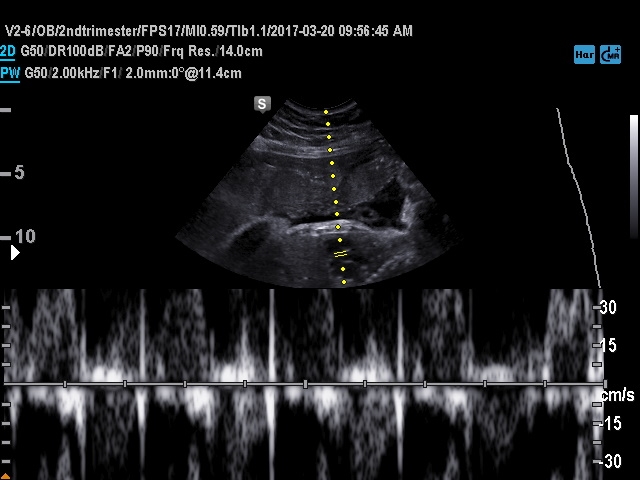 V2-6/OB/2ndtrimester/FPS17/MI0.59/TIb1.1/2017-03-20 09:56:45 AM
2D G50/DR100dB/FA2/P90/Frq Res./14.0cm
PW G50/2.00kHz/F1/ 2.0mm:0°@11.4cm
Har CMR
S
5
10
30
15
cm/s
-15
-30